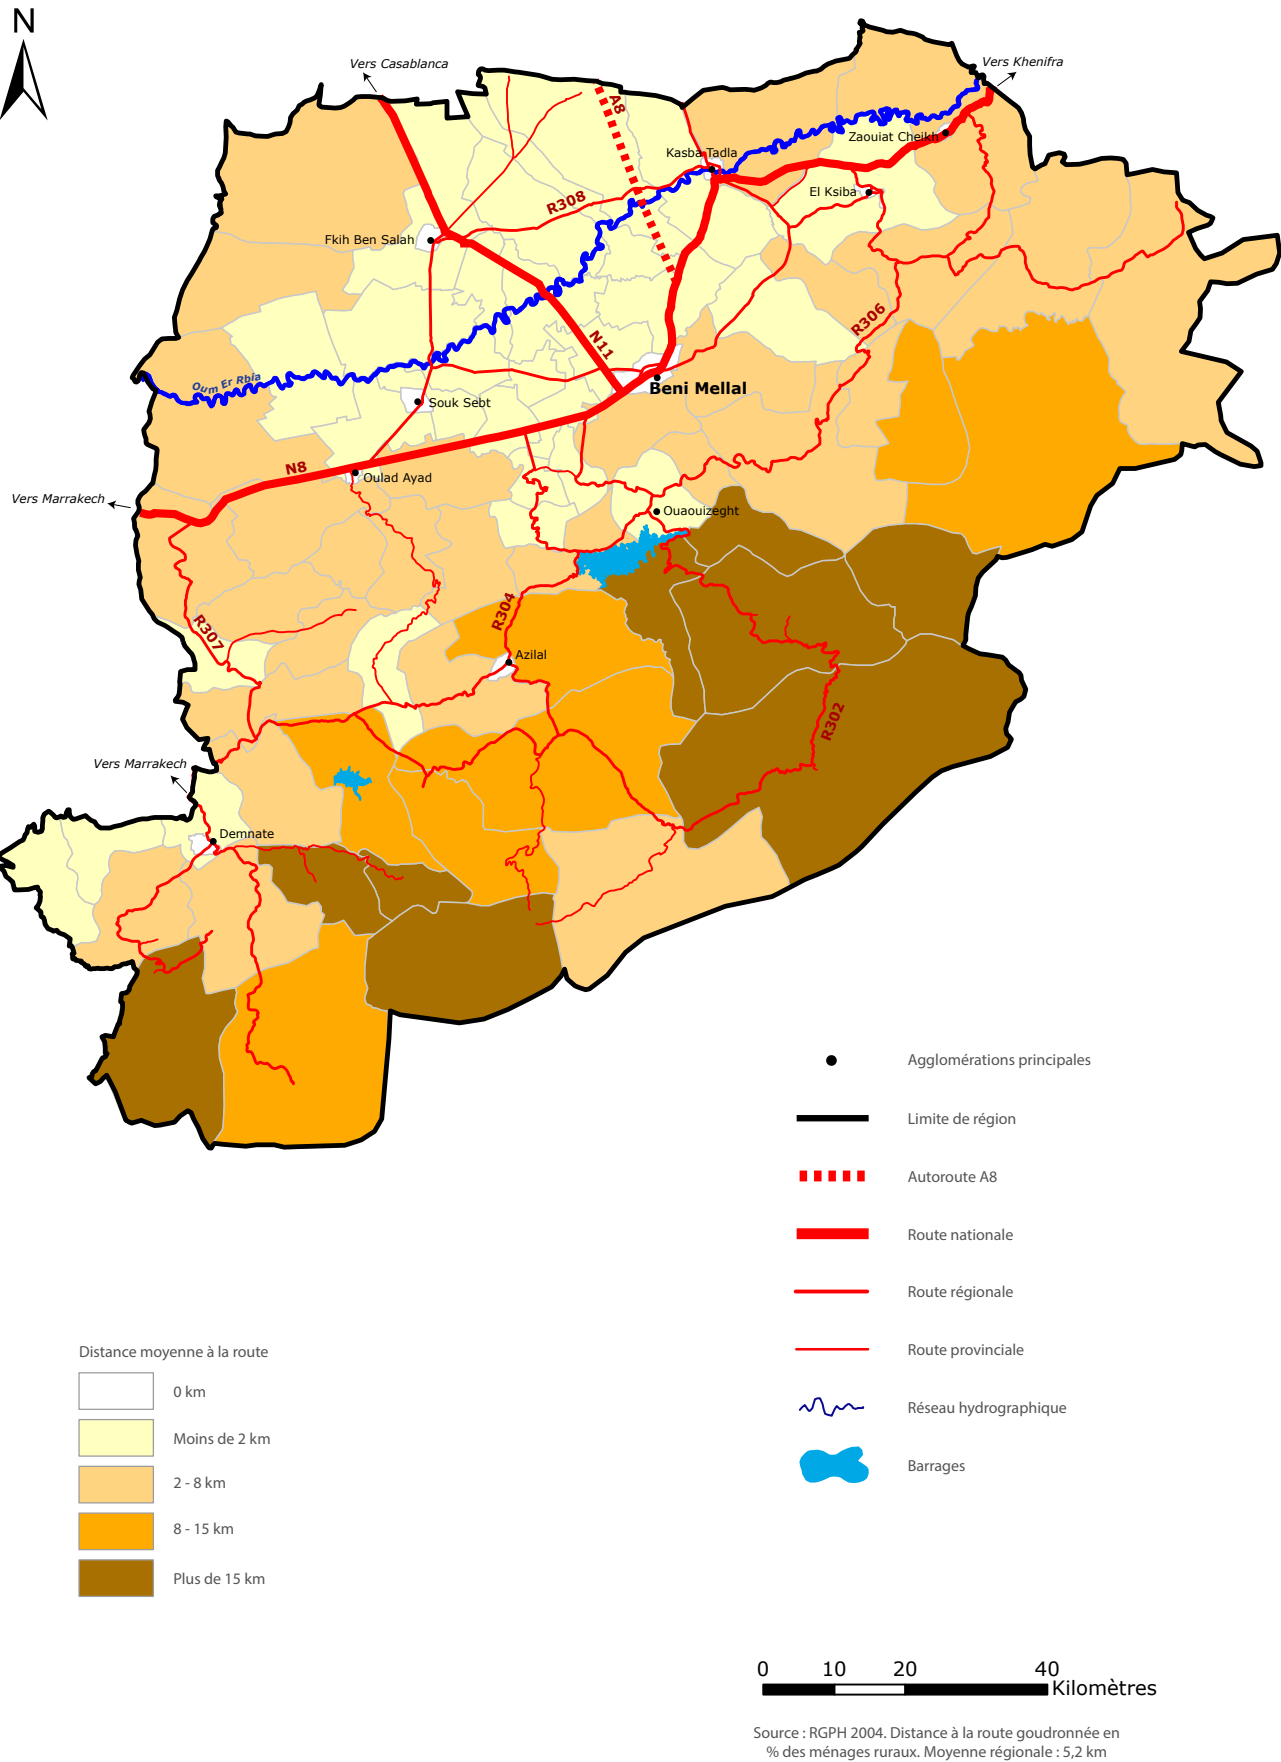 N
Vers Casablanca
Vers Khenifra
A8
Zaouiat Cheikh
Kasba Tadla
El Ksiba
R308
Fkih Ben Salah
R306
N11
Oum Er Rbia
Beni Mellal
Souk Sebt
N8
Oulad Ayad
Vers Marrakech
Ouaouizeght
R304
R307
Azilal
R302
Vers Marrakech
Demnate
Agglomérations principales
Limite de région
Autoroute A8
Route nationale
Route régionale
Route provinciale
Réseau hydrographique
Barrages
Distance moyenne à la route
0 km
Moins de 2 km
2 - 8 km
8 - 15 km
Plus de 15 km
0 10 20 40
Kilomètres
Source : RGPH 2004. Distance à la route goudronnée en
% des ménages ruraux. Moyenne régionale : 5,2 km